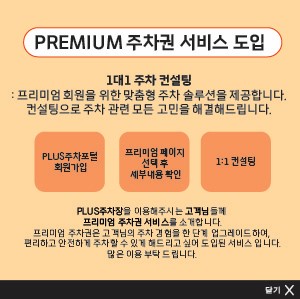 PREMIUM 주차권 서비스 도입
1대1 주차 컨설팅
: 프리미엄 회원을 위한 맞춤형 주차 솔루션을 제공합니다.
컨설팅으로 주차 관련 모든 고민을 해결해드립니다.
PLUS주차포털
회원가입
프리미엄 페이지
선택 후
세부내용 확인
1:1 컨설팅
PLUS주차장을 이용해주시는 고객님들께
프리미엄 주차권 서비스를 소개합니다.
프리미엄 주차권은 고객님의 주차 경험을 한 단계 업그레이드하여,
편리하고 안전하게 주차할 수 있게 해드리고 싶어 도입된 서비스 입니다.
많은 이용 부탁 드립니다.
닫기 X